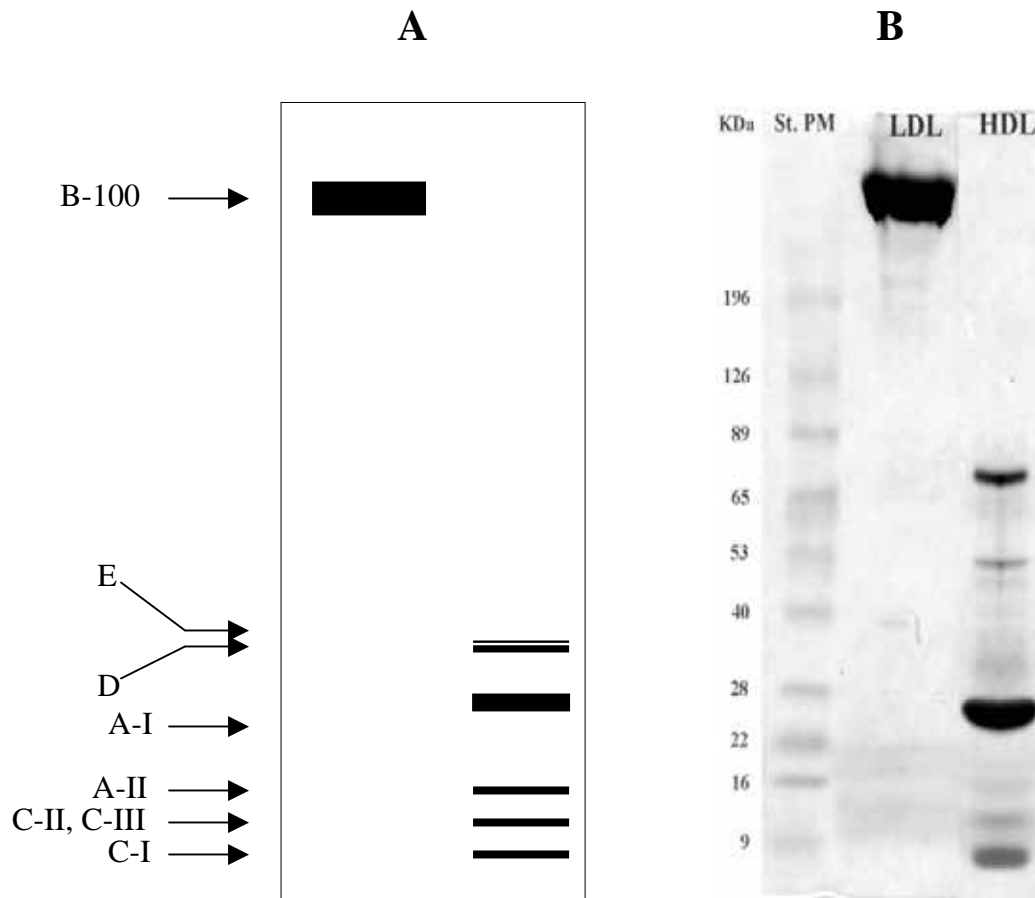 A
B
B-100
E
D
A-I
A-II
C-II, C-III
C-I
KDa St. PM LDL HDL
196
126
89
65
53
40
28
22
16
9